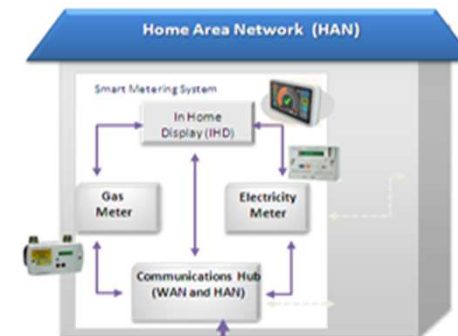 Home Area Network (HAN)
Smart Metering System
In Home
Display (IHD)
Gas
Meter
Electricity
Meter
Communications Hub
(WAN and HAN)